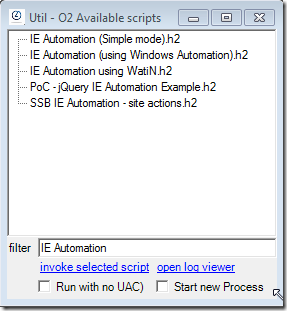 Util - O2 Available scripts
IE Automation (Simple mode).h2
IE Automation (using Windows Automation).h2
IE Automation using WatiN.h2
PoC - jQuery IE Automation Example.h2
SSB IE Automation - site actions.h2
filter IE Automation
invoke selected script open log viewer
Run with no UAC) Start new Process